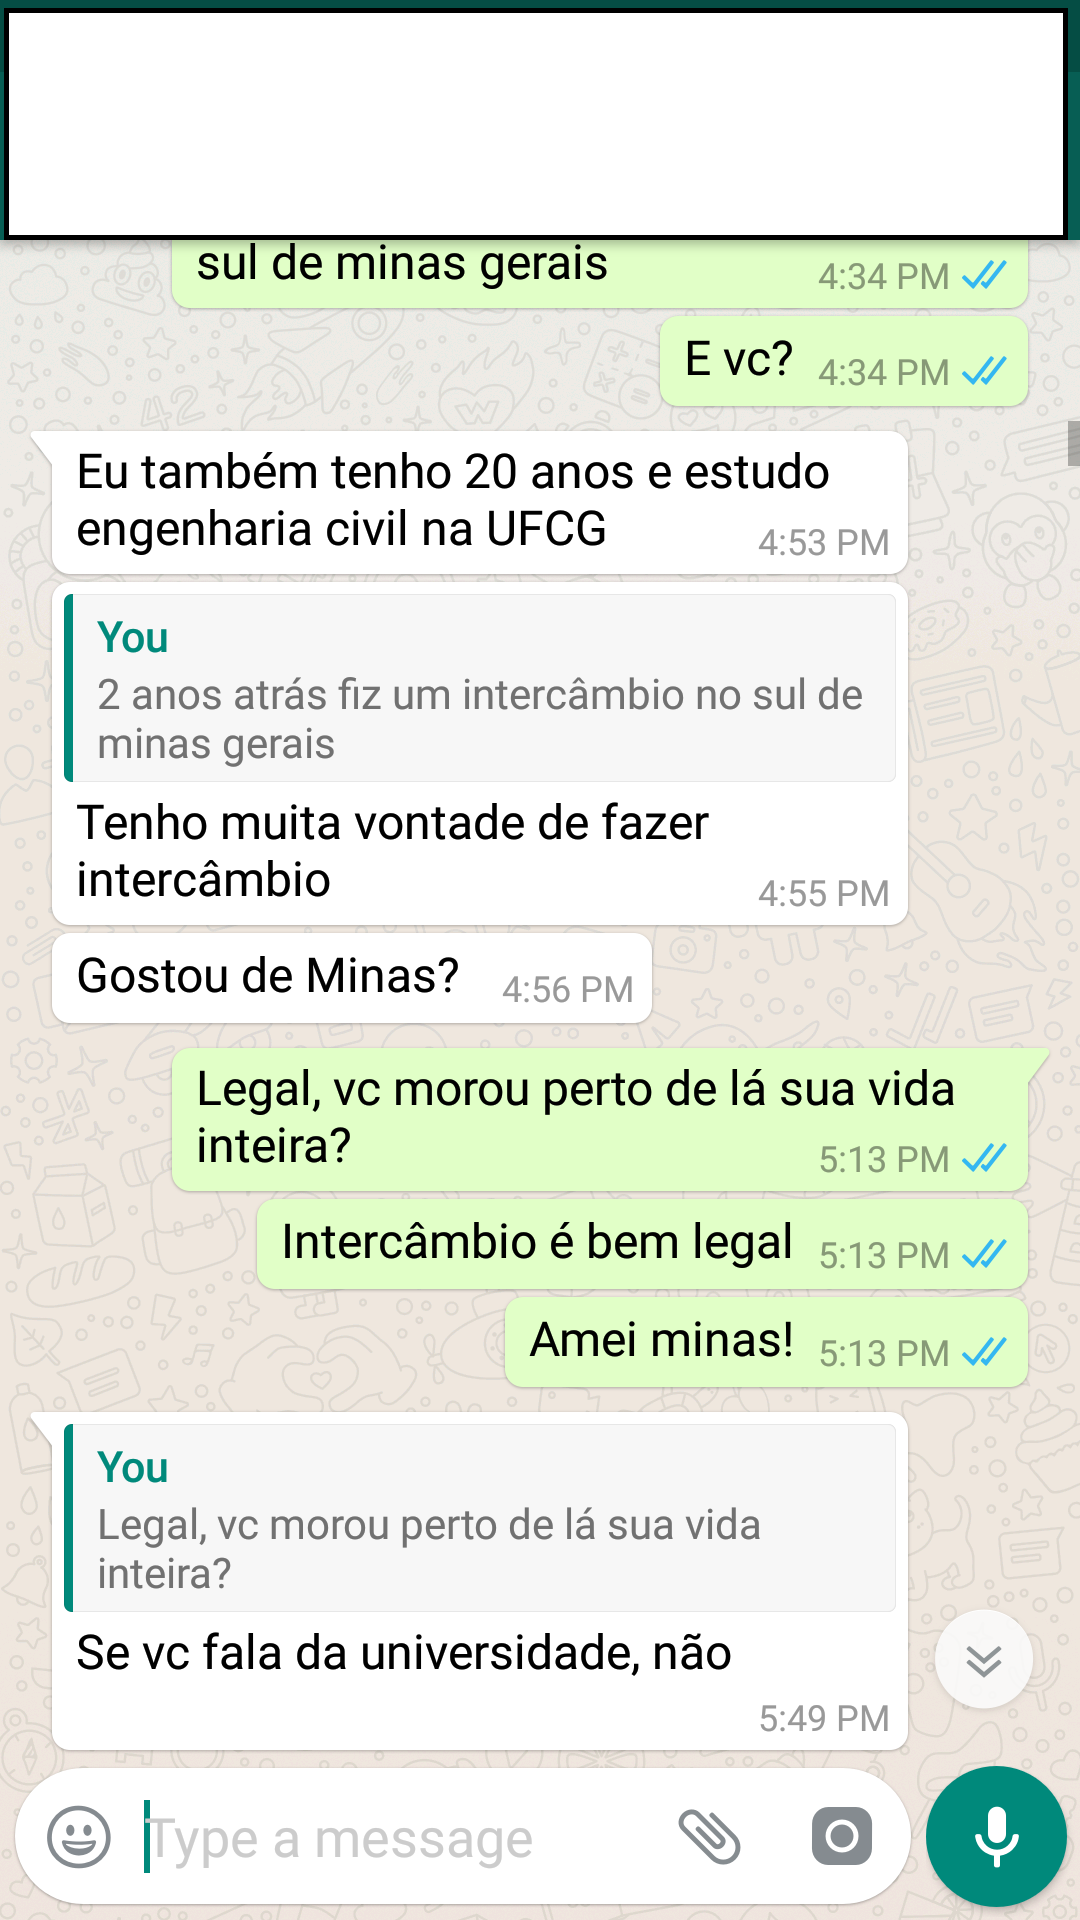 sul de minas gerais
4:34 PM
E vc?
4:34 PM
Eu também tenho 20 anos e estudo
engenharia civil na UFCG
4:53 PM
You
2 anos atrás fiz um intercâmbio no sul de
minas gerais
Tenho muita vontade de fazer
intercâmbio
4:55 PM
Gostou de Minas?
4:56 PM
Legal, vc morou perto de lá sua vida
inteira?
5:13 PM
Intercâmbio é bem legal
5:13 PM
Amei minas!
5:13 PM
You
Legal, vc morou perto de lá sua vida
inteira?
Se vc fala da universidade, não
5:49 PM
Type a message